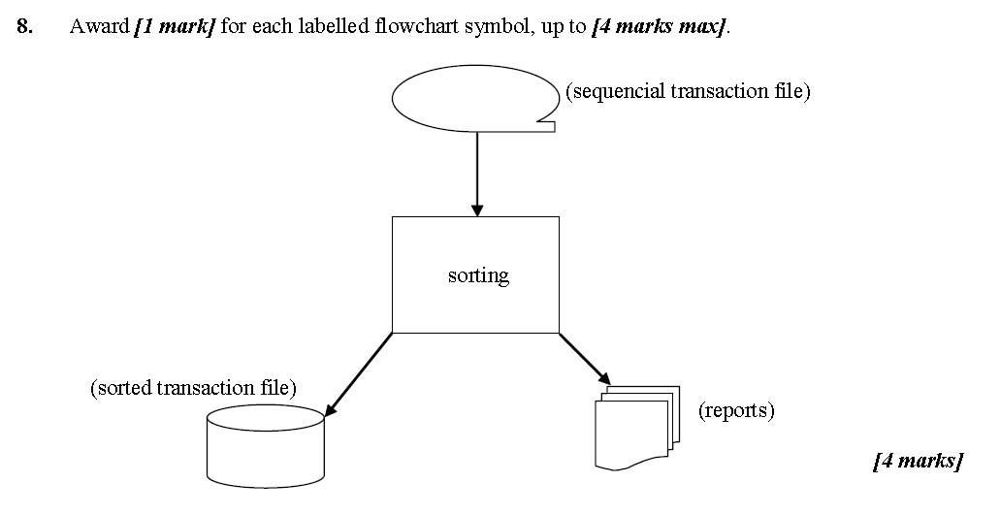 8. Award [1 mark] for each labelled flowchart symbol, up to [4 marks max].
(sequencial transaction file)
sorting
(sorted transaction file)
(reports)
[4 marks]